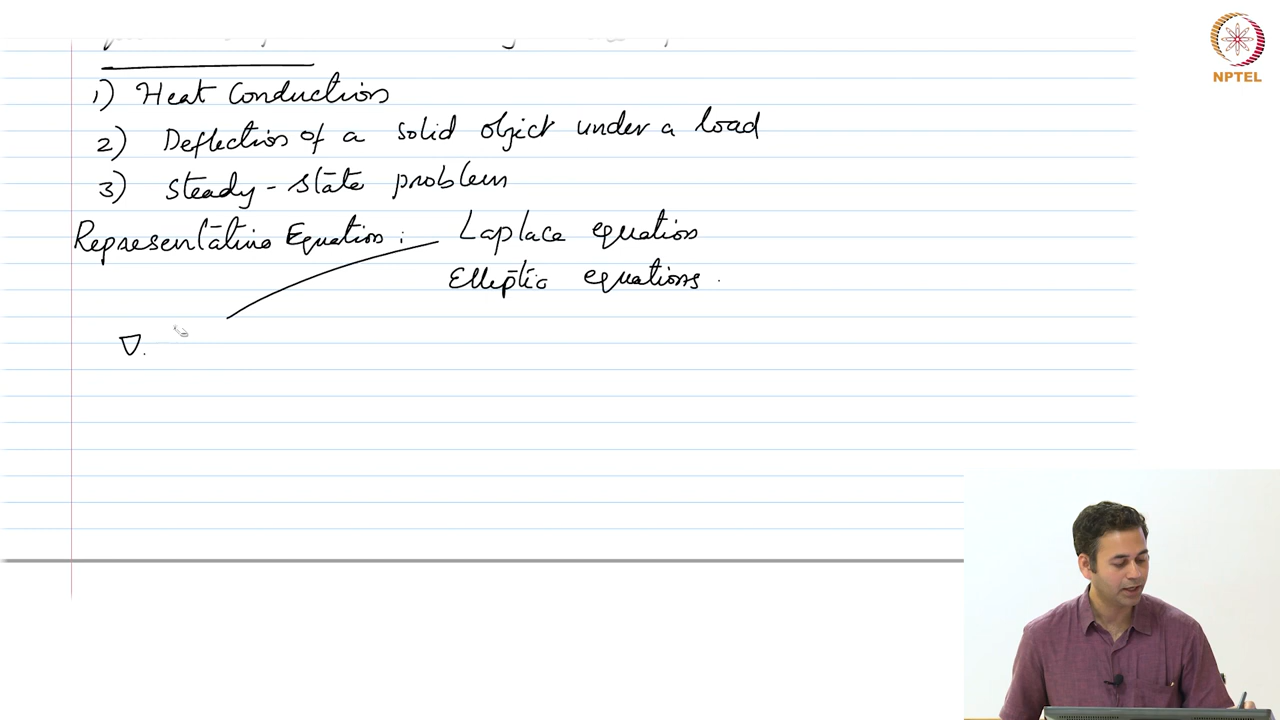 1) Heat Conduction
2) Deflection of a solid object under a load
3) Steady-state problem
Representative Equation: Laplace equation
Elliptic equations.
∇.
NPTEL